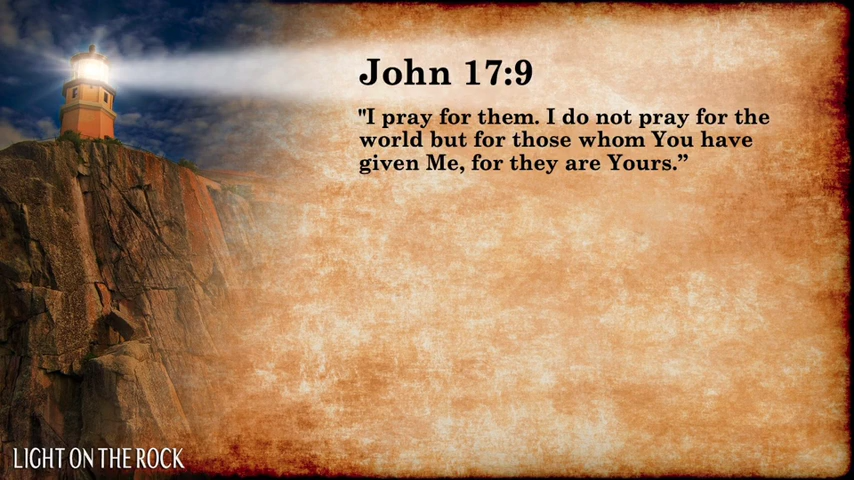 John 17:9
"I pray for them. I do not pray for the
world but for those whom You have
given Me, for they are Yours.”
LIGHT ON THE ROCK